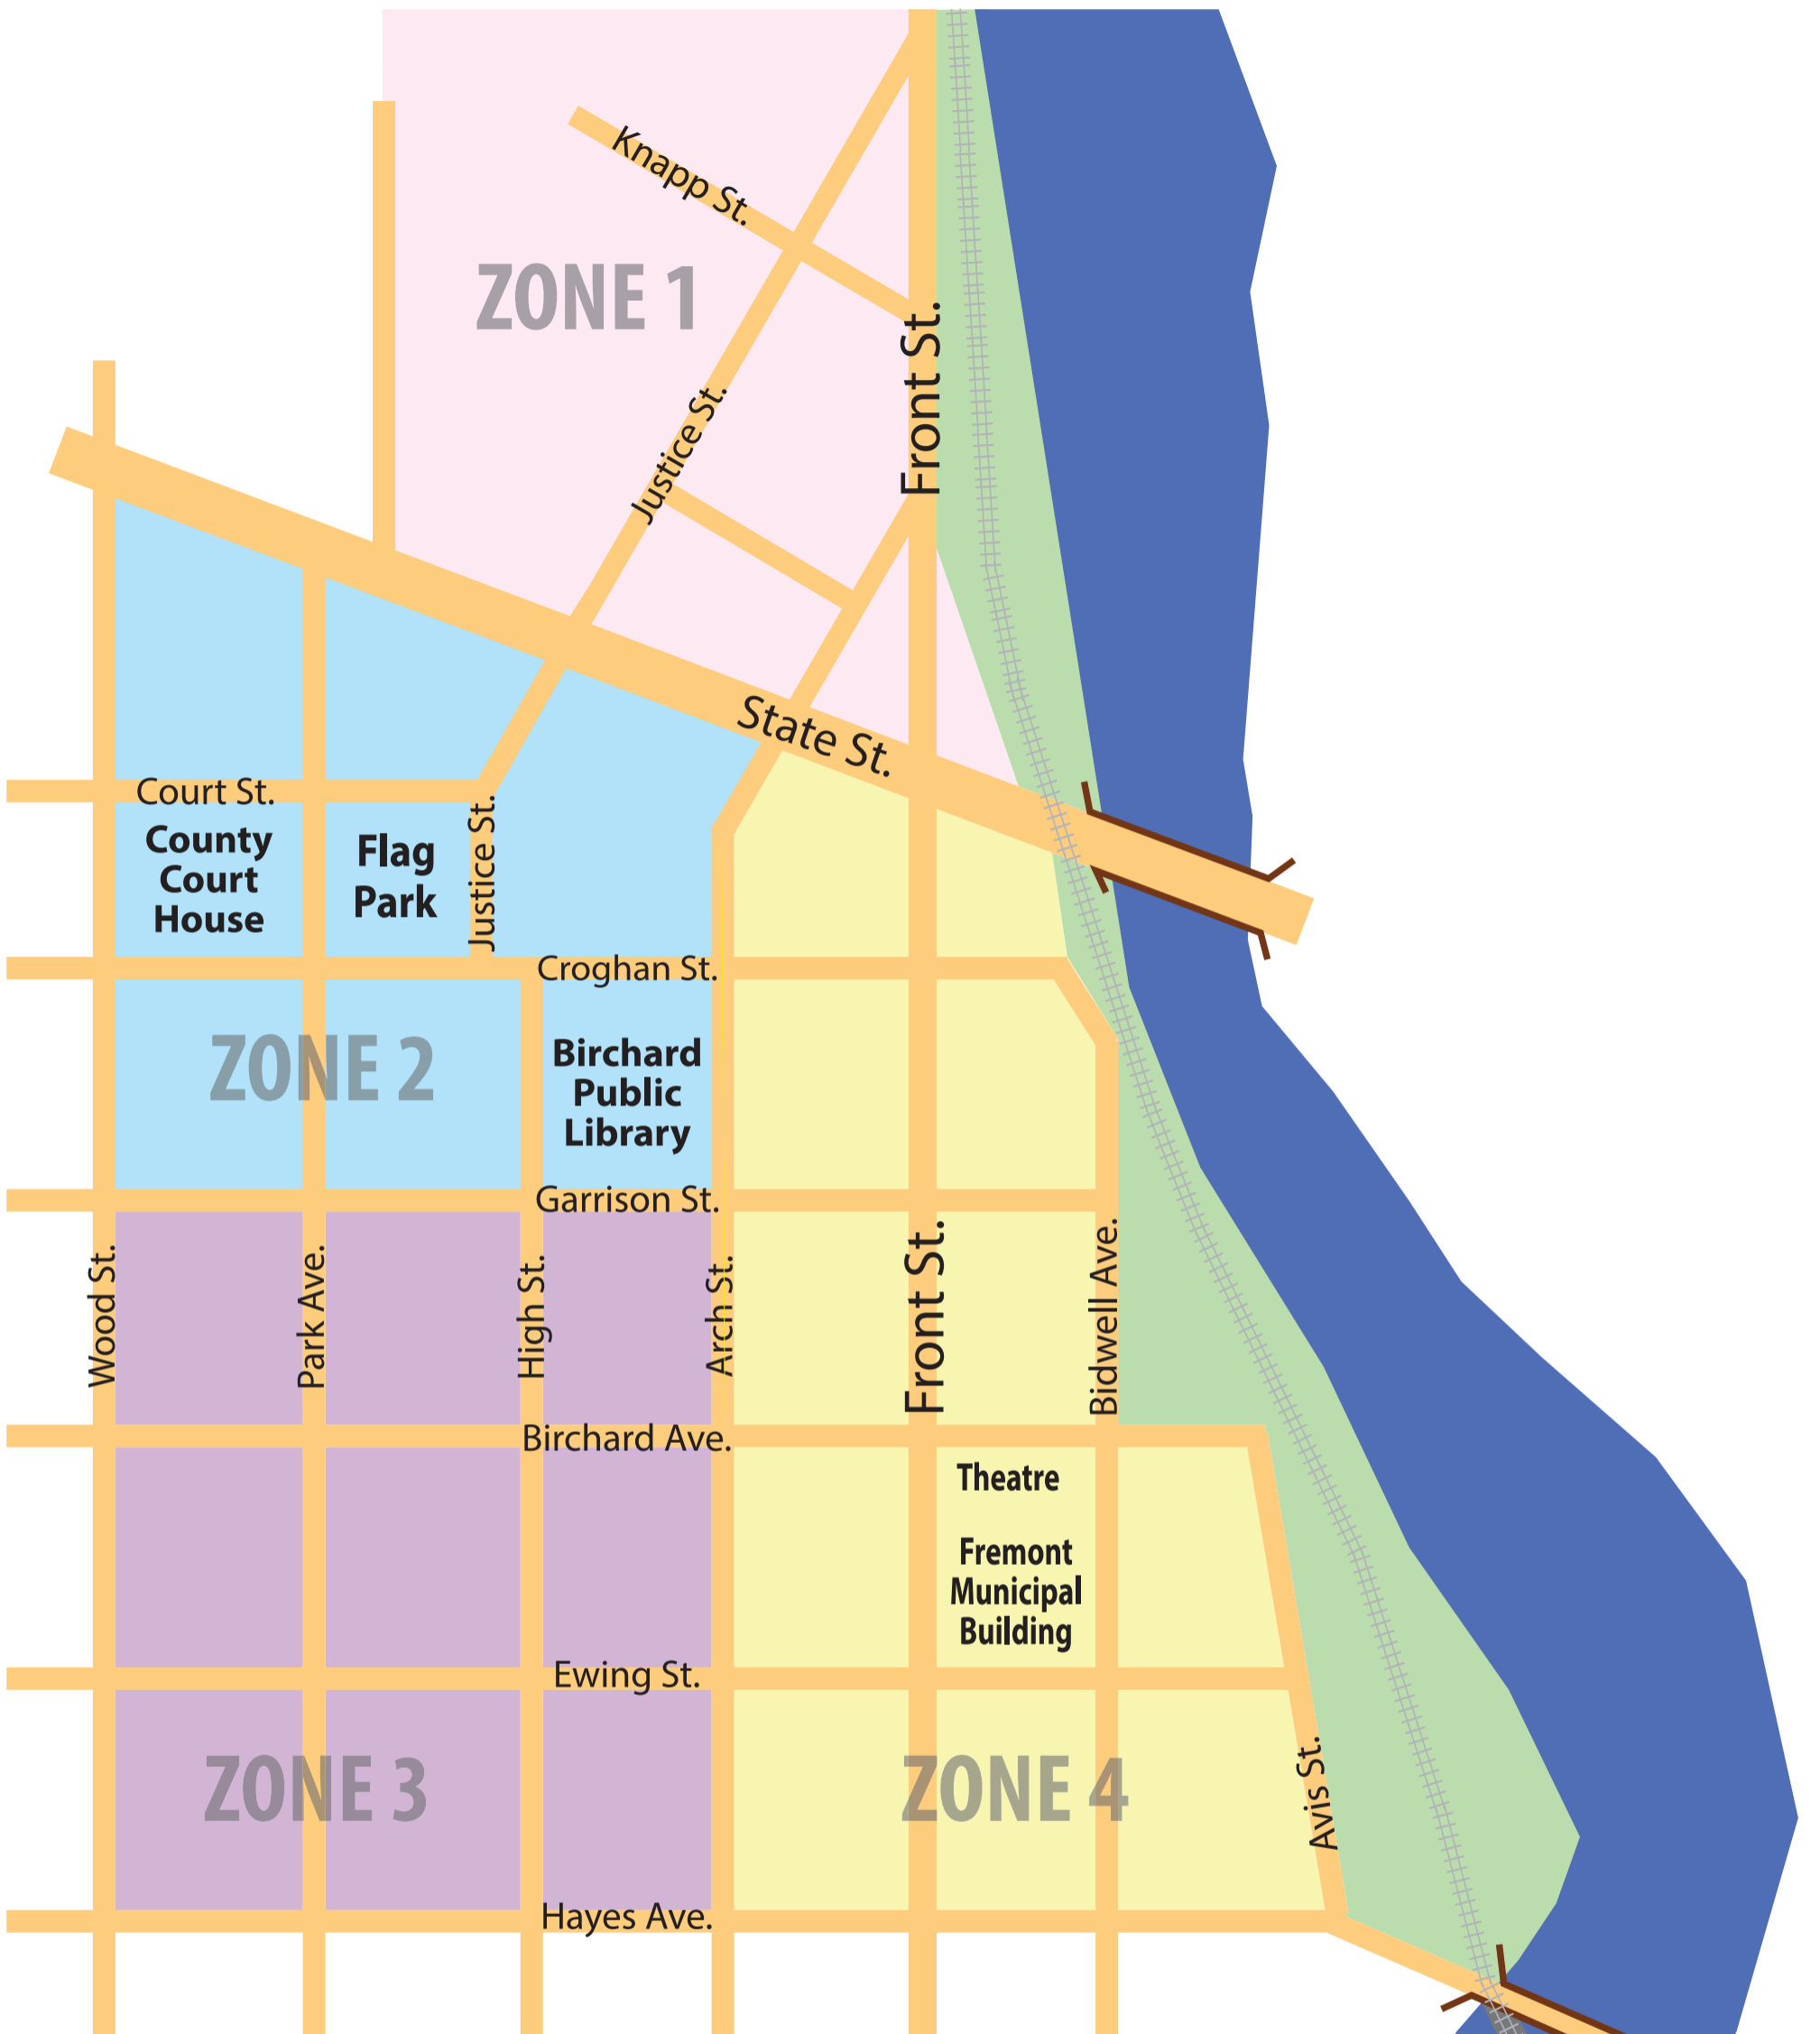 Knapp St.
ZONE 1
Front St.
Justice St.
State St.
Court St.
County
Court
House
Flag
Park
Justice St.
Croghan St.
ZONE 2
Birchard
Public
Library
Garrison St.
Wood St.
Park Ave.
High St.
Arch St.
Front St.
Bidwell Ave.
Birchard Ave.
Theatre
Fremont
Municipal
Building
Ewing St.
ZONE 3
ZONE 4
Avis St.
Hayes Ave.